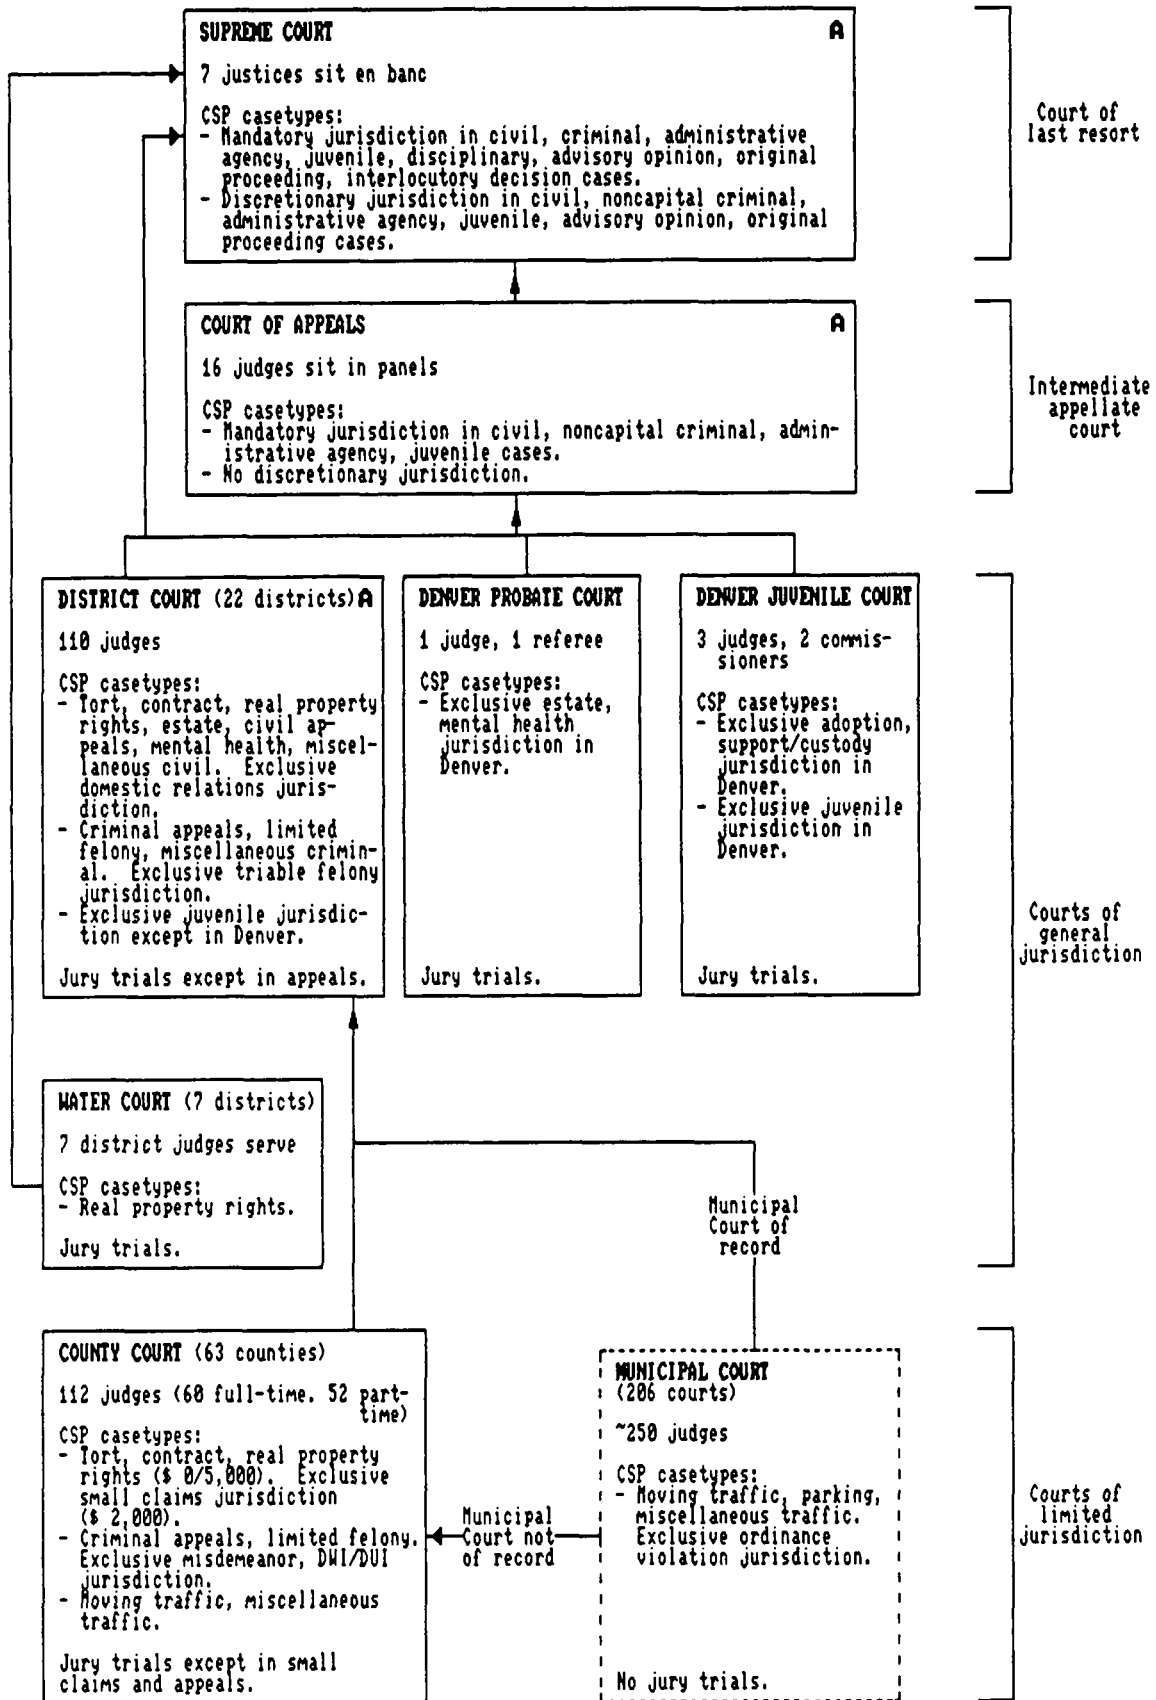 SUPREME COURT A
7 justices sit en banc
CSP casetypes:
- Mandatory jurisdiction in civil, criminal, administrative
agency, juvenile, disciplinary, advisory opinion, original
proceeding, interlocutory decision cases.
- Discretionary jurisdiction in civil, noncapital criminal,
administrative agency, juvenile, advisory opinion, original
proceeding cases.
Court of
last resort
COURT OF APPEALS A
16 judges sit in panels
CSP casetypes:
- Mandatory jurisdiction in civil, noncapital criminal, admin-
istrative agency, juvenile cases.
- No discretionary jurisdiction.
Intermediate
appellate
court
DISTRICT COURT (22 districts) A
110 judges
CSP casetypes:
- Tort, contract, real property
rights, estate, civil ap-
peals, mental health, miscel-
laneous civil. Exclusive
domestic relations juris-
diction.
- Criminal appeals, limited
felony, miscellaneous crimin-
al. Exclusive triable felony
jurisdiction.
- Exclusive juvenile jurisdic-
tion except in Denver.
Jury trials except in appeals.
DENVER PROBATE COURT
1 judge, 1 referee
CSP casetypes:
- Exclusive estate,
mental health
jurisdiction in
Denver.
Jury trials.
DENVER JUVENILE COURT
3 judges, 2 commis-
sioners
CSP casetypes:
- Exclusive adoption,
support/custody
jurisdiction in
Denver.
- Exclusive juvenile
jurisdiction in
Denver.
Jury trials.
Courts of
general
jurisdiction
WATER COURT (7 districts)
7 district judges serve
CSP casetypes:
- Real property rights.
Jury trials.
Municipal
Court of
record
COUNTY COURT (63 counties)
112 judges (60 full-time. 52 part-
time)
CSP casetypes:
- Tort, contract, real property
rights ($ 0/5,000). Exclusive
small claims jurisdiction
($ 2,000).
- Criminal appeals, limited felony.
Exclusive misdemeanor, DWI/DUI
jurisdiction.
- Moving traffic, miscellaneous
traffic.
Jury trials except in small
claims and appeals.
Municipal
Court not
of record
MUNICIPAL COURT
(206 courts)
~250 judges
CSP casetypes:
- Moving traffic, parking,
miscellaneous traffic.
Exclusive ordinance
violation jurisdiction.
No jury trials.
Courts of
limited
jurisdiction